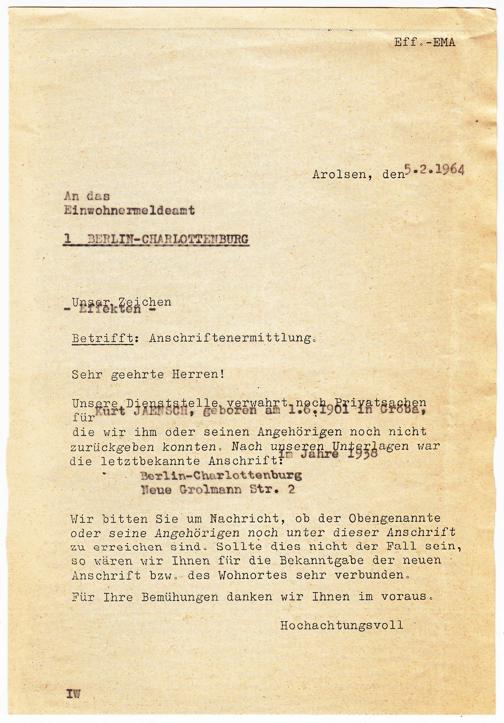 Eff.-EMA
Arolsen, den 5.2.1964
An das
Einwohnermeldeamt
1 BERLIN-CHARLOTTENBURG
Unser Zeichen
- Effekten -
Betrifft: Anschriftenermittlung.
Sehr geehrte Herren!
Unsere Dienststelle verwahrt noch Privatsachen
für Kurt JAENSCH, geboren am 1.6.1901 in Gröba,
die wir ihm oder seinen Angehörigen noch nicht
zurückgeben konnten. Nach unseren Unterlagen war
die letztbekannte Anschrift: im Jahre 1938
Berlin-Charlottenburg
Neue Grolmann Str. 2
Wir bitten Sie um Nachricht, ob der Obengenannte
oder seine Angehörigen noch unter dieser Anschrift
zu erreichen sind. Sollte dies nicht der Fall sein,
so wären wir Ihnen für die Bekanntgabe der neuen
Anschrift bzw. des Wohnortes sehr verbunden.
Für Ihre Bemühungen danken wir Ihnen im voraus.
Hochachtungsvoll
IW